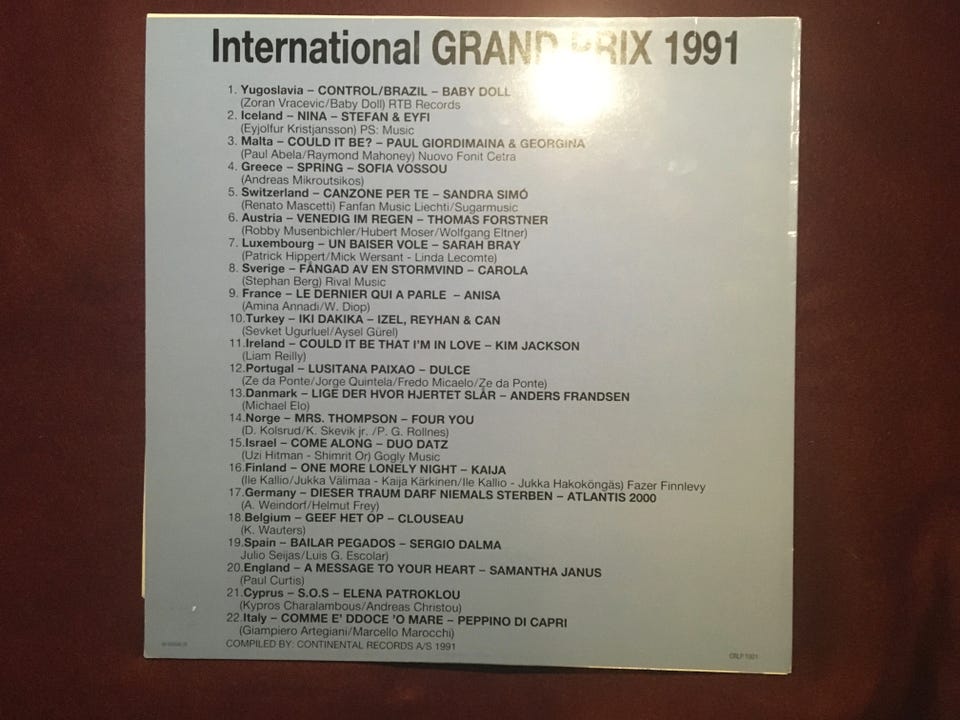 International GRAND PRIX 1991
1. Yugoslavia – CONTROL/BRAZIL – BABY DOLL
(Zoran Vracevic/Baby Doll) RTB Records
2. Iceland – NINA – STEFAN & EYFI
(Eyjolfur Kristjansson) PS: Music
3. Malta – COULD IT BE? – PAUL GIORDIMAINA & GEORGINA
(Paul Abela/Raymond Mahoney) Nuovo Fonit Cetra
4. Greece – SPRING – SOFIA VOSSOU
(Andreas Mikroutsikos)
5. Switzerland – CANZONE PER TE – SANDRA SIMÓ
(Renato Mascetti) Fanfan Music Liechti/Sugarmusic
6. Austria – VENEDIG IM REGEN – THOMAS FORSTNER
(Robby Musenbichler/Hubert Moser/Wolfgang Eltner)
7. Luxembourg – UN BAISER VOLE – SARAH BRAY
(Patrick Hippert/Mick Wersant - Linda Lecomte)
8. Sverige – FÅNGAD AV EN STORMVIND – CAROLA
(Stephan Berg) Rival Music
9. France – LE DERNIER QUI A PARLE – ANISA
(Amina Annadi/W. Diop)
10. Turkey – IKI DAKIKA – IZEL, REYHAN & CAN
(Sevket Ugurluel/Aysel Gürel)
11. Ireland – COULD IT BE THAT I'M IN LOVE – KIM JACKSON
(Liam Reilly)
12. Portugal – LUSITANA PAIXAO – DULCE
(Ze da Ponte/Jorge Quintela/Fredo Micaelo/Ze da Ponte)
13. Danmark – LIGE DER HVOR HJERTET SLÅR – ANDERS FRANDSEN
(Michael Elo)
14. Norge – MRS. THOMPSON – FOUR YOU
(D. Kolsrud/K. Skevik jr. /P. G. Rollnes)
15. Israel – COME ALONG – DUO DATZ
(Uzi Hitman - Shimrit Or) Gogly Music
16. Finland – ONE MORE LONELY NIGHT – KAIJA
(Ile Kallio/Jukka Välimaa - Kaija Kärkinen/Ile Kallio - Jukka Hakoköngäs) Fazer Finnlevy
17. Germany – DIESER TRAUM DARF NIEMALS STERBEN – ATLANTIS 2000
(A. Weindorf/Helmut Frey)
18. Belgium – GEEF HET OP – CLOUSEAU
(K. Wauters)
19. Spain – BAILAR PEGADOS – SERGIO DALMA
Julio Seijas/Luis G. Escolar)
20. England – A MESSAGE TO YOUR HEART – SAMANTHA JANUS
(Paul Curtis)
21. Cyprus – S.O.S – ELENA PATROKLOU
(Kypros Charalambous/Andreas Christou)
22. Italy – COMME E' DDOCE 'O MARE – PEPPINO DI CAPRI
(Giampiero Artegiani/Marcello Marocchi)
COMPILED BY: CONTINENTAL RECORDS A/S 1991